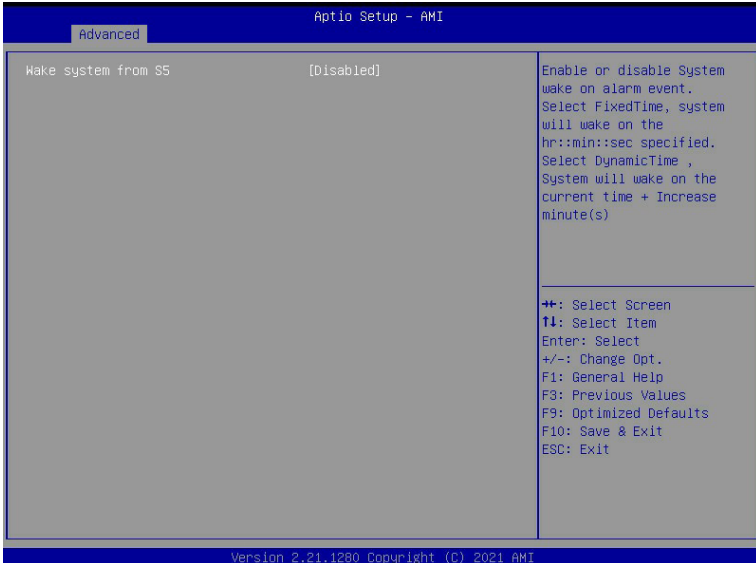 Aptio Setup – AMI
Advanced
Wake system from S5 [Disabled]
Enable or disable System
wake on alarm event.
Select FixedTime, system
will wake on the
hr::min::sec specified.
Select DynamicTime ,
System will wake on the
current time + Increase
minute(s)
→←: Select Screen
↑↓: Select Item
Enter: Select
+/-: Change Opt.
F1: General Help
F3: Previous Values
F9: Optimized Defaults
F10: Save & Exit
ESC: Exit
Version 2.21.1280 Copyright (C) 2021 AMI